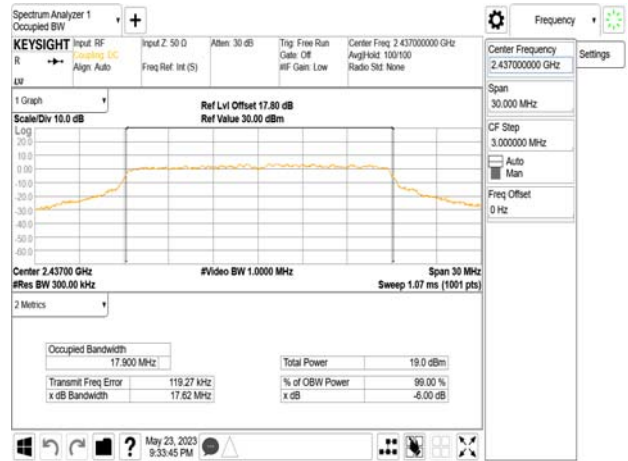 Spectrum Analyzer 1
Occupied BW
Frequency
KEYSIGHT
R
Input: RF
Coupling: DC
Align: Auto
Input Z: 50 Ω
Freq Ref: Int (S)
Atten: 30 dB
Trig: Free Run
Gate: Off
#IF Gain: Low
Center Freq: 2.437000000 GHz
Avg|Hold: 100/100
Radio Std: None
Center Frequency
2.437000000 GHz
Settings
Span
30.000 MHz
CF Step
3.000000 MHz
Auto
Man
Freq Offset
0 Hz
1 Graph
Scale/Div 10.0 dB
Ref Lvl Offset 17.80 dB
Ref Value 30.00 dBm
Log
20.0
10.0
0.00
-10.0
-20.0
-30.0
-40.0
-50.0
-60.0
Center 2.43700 GHz
#Video BW 1.0000 MHz
Span 30 MHz
#Res BW 300.00 kHz
Sweep 1.07 ms (1001 pts)
2 Metrics
Occupied Bandwidth
17.900 MHz
Total Power 19.0 dBm
Transmit Freq Error 119.27 kHz
% of OBW Power 99.00 %
x dB Bandwidth 17.62 MHz
x dB -6.00 dB
?
May 23, 2023
9:33:45 PM